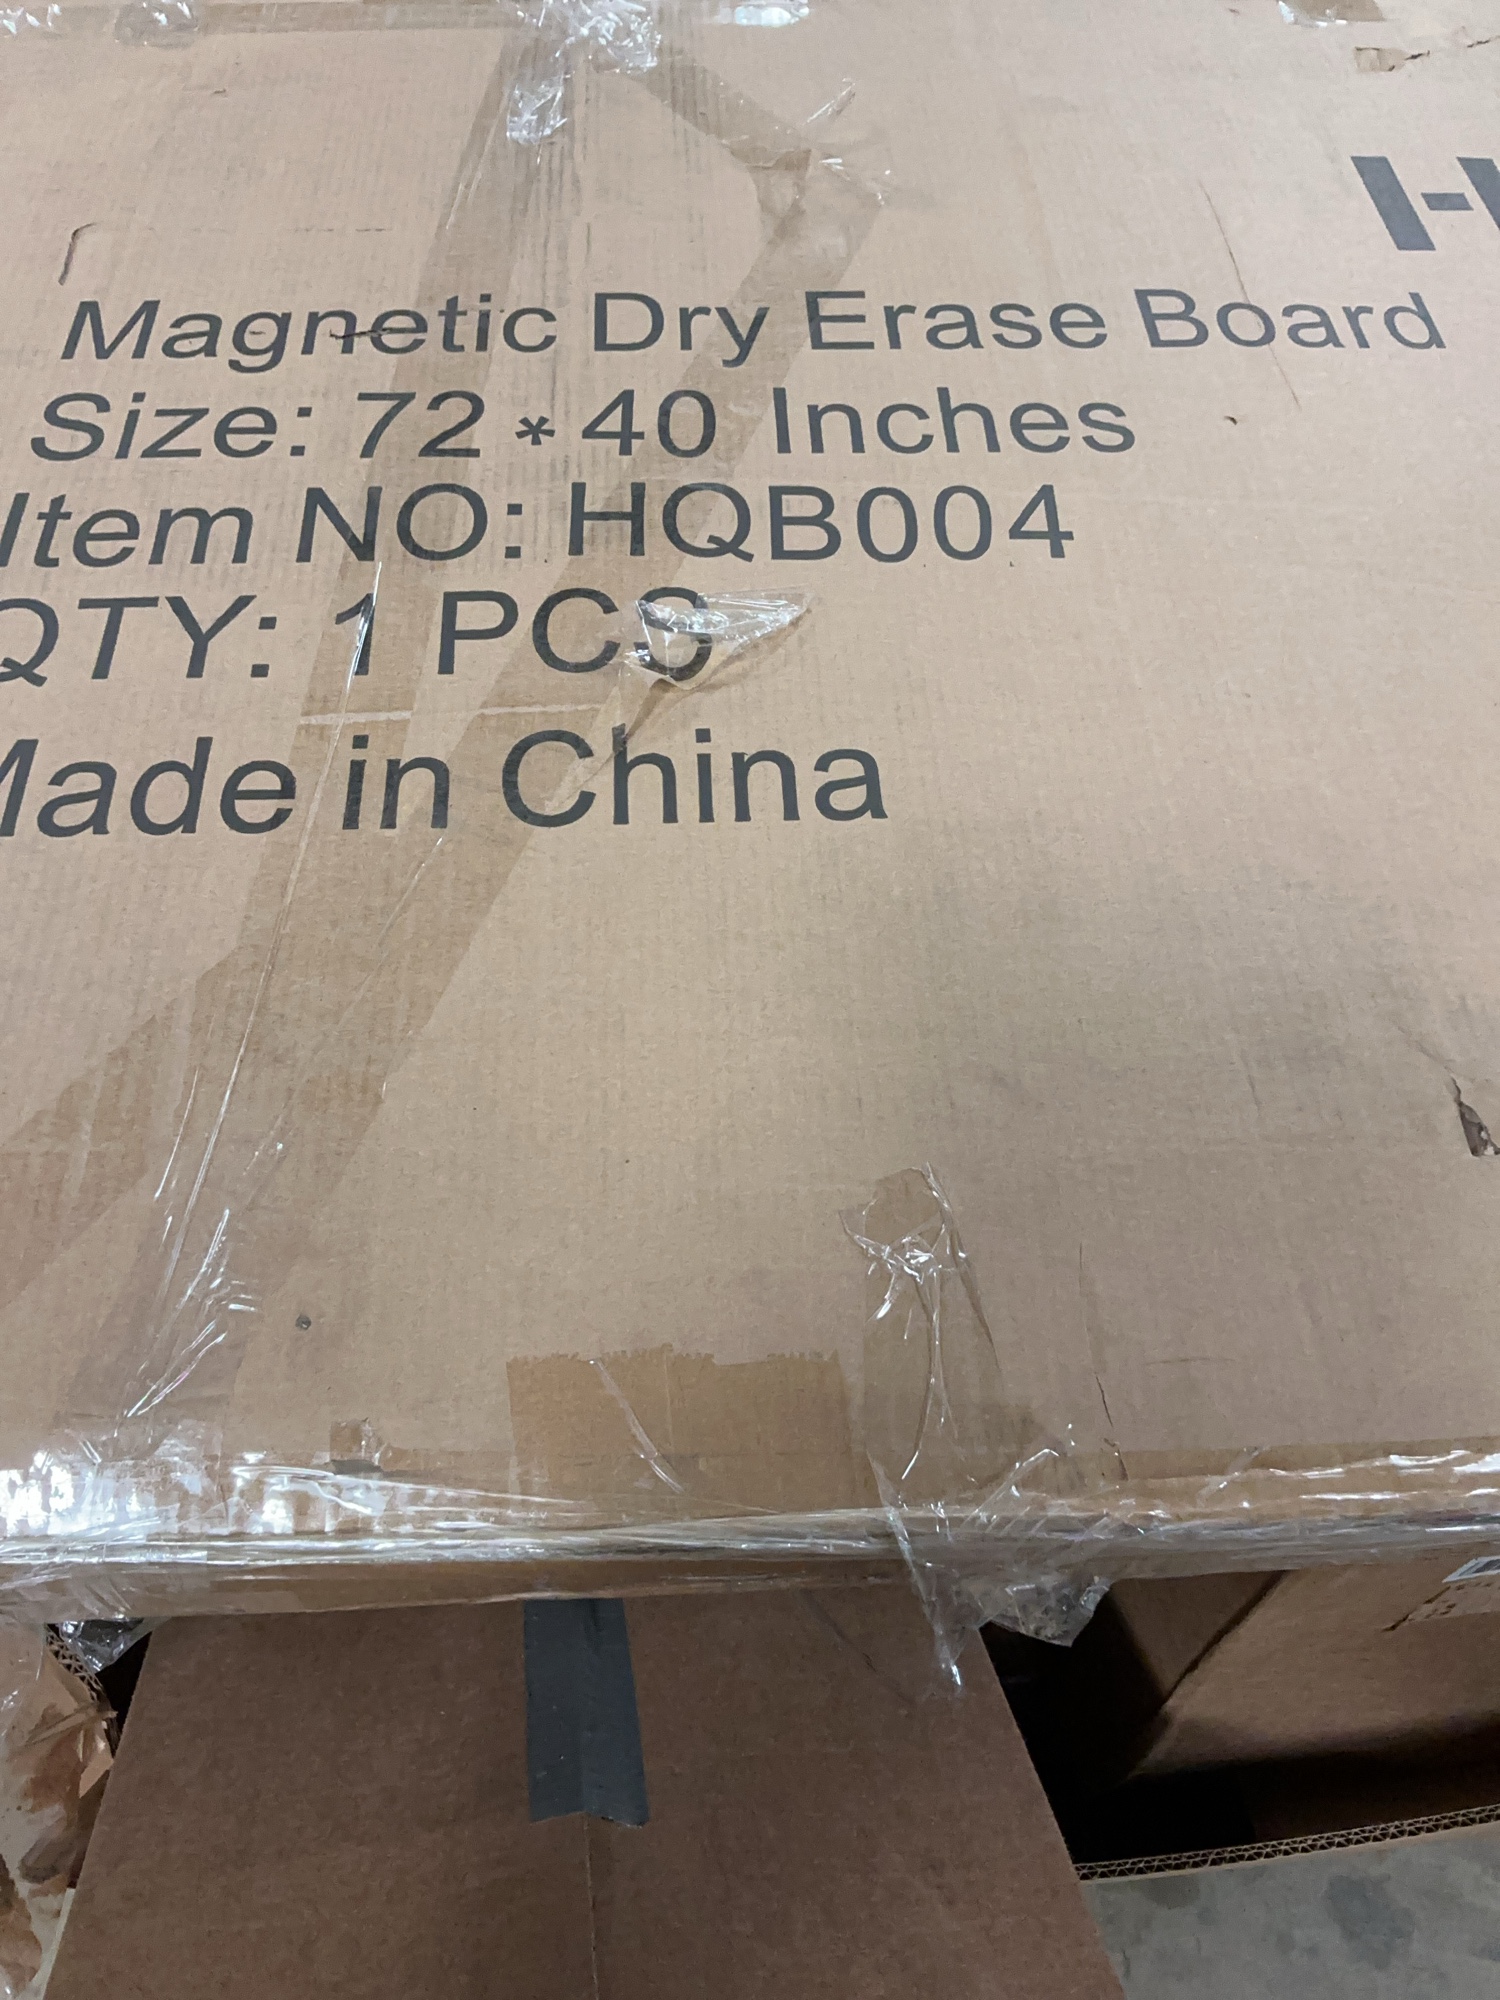 Magnetic Dry Erase Board
Size: 72*40 Inches
Item NO: HQB004
QTY: 1 PCS
Made in China